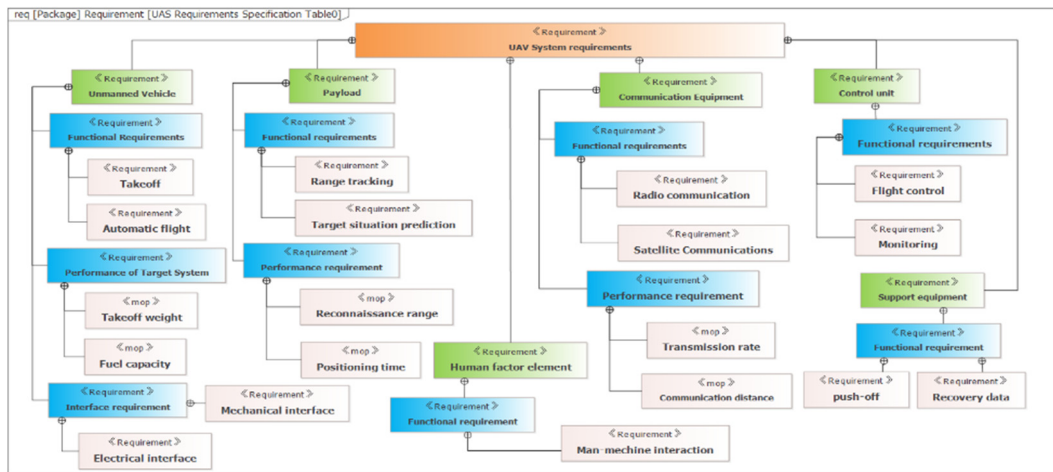 req [Package] Requirement [UAS Requirements Specification Table0]
«Requirement»
UAV System requirements
«Requirement»
Unmanned Vehicle
«Requirement»
Functional Requirements
«Requirement»
Takeoff
«Requirement»
Automatic flight
«Requirement»
Performance of Target System
«mop»
Takeoff weight
«mop»
Fuel capacity
«Requirement»
Interface requirement
«Requirement»
Mechanical interface
«Requirement»
Electrical interface
«Requirement»
Payload
«Requirement»
Functional requirements
«Requirement»
Range tracking
«Requirement»
Target situation prediction
«Requirement»
Performance requirement
«mop»
Reconnaissance range
«mop»
Positioning time
«Requirement»
Human factor element
«Requirement»
Functional requirement
«Requirement»
Man-mechine interaction
«Requirement»
Communication Equipment
«Requirement»
Functional requirements
«Requirement»
Radio communication
«Requirement»
Satellite Communications
«Requirement»
Performance requirement
«mop»
Transmission rate
«mop»
Communication distance
«Requirement»
Control unit
«Requirement»
Functional requirements
«Requirement»
Flight control
«Requirement»
Monitoring
«Requirement»
Support equipment
«Requirement»
Functional requirement
«Requirement»
push-off
«Requirement»
Recovery data